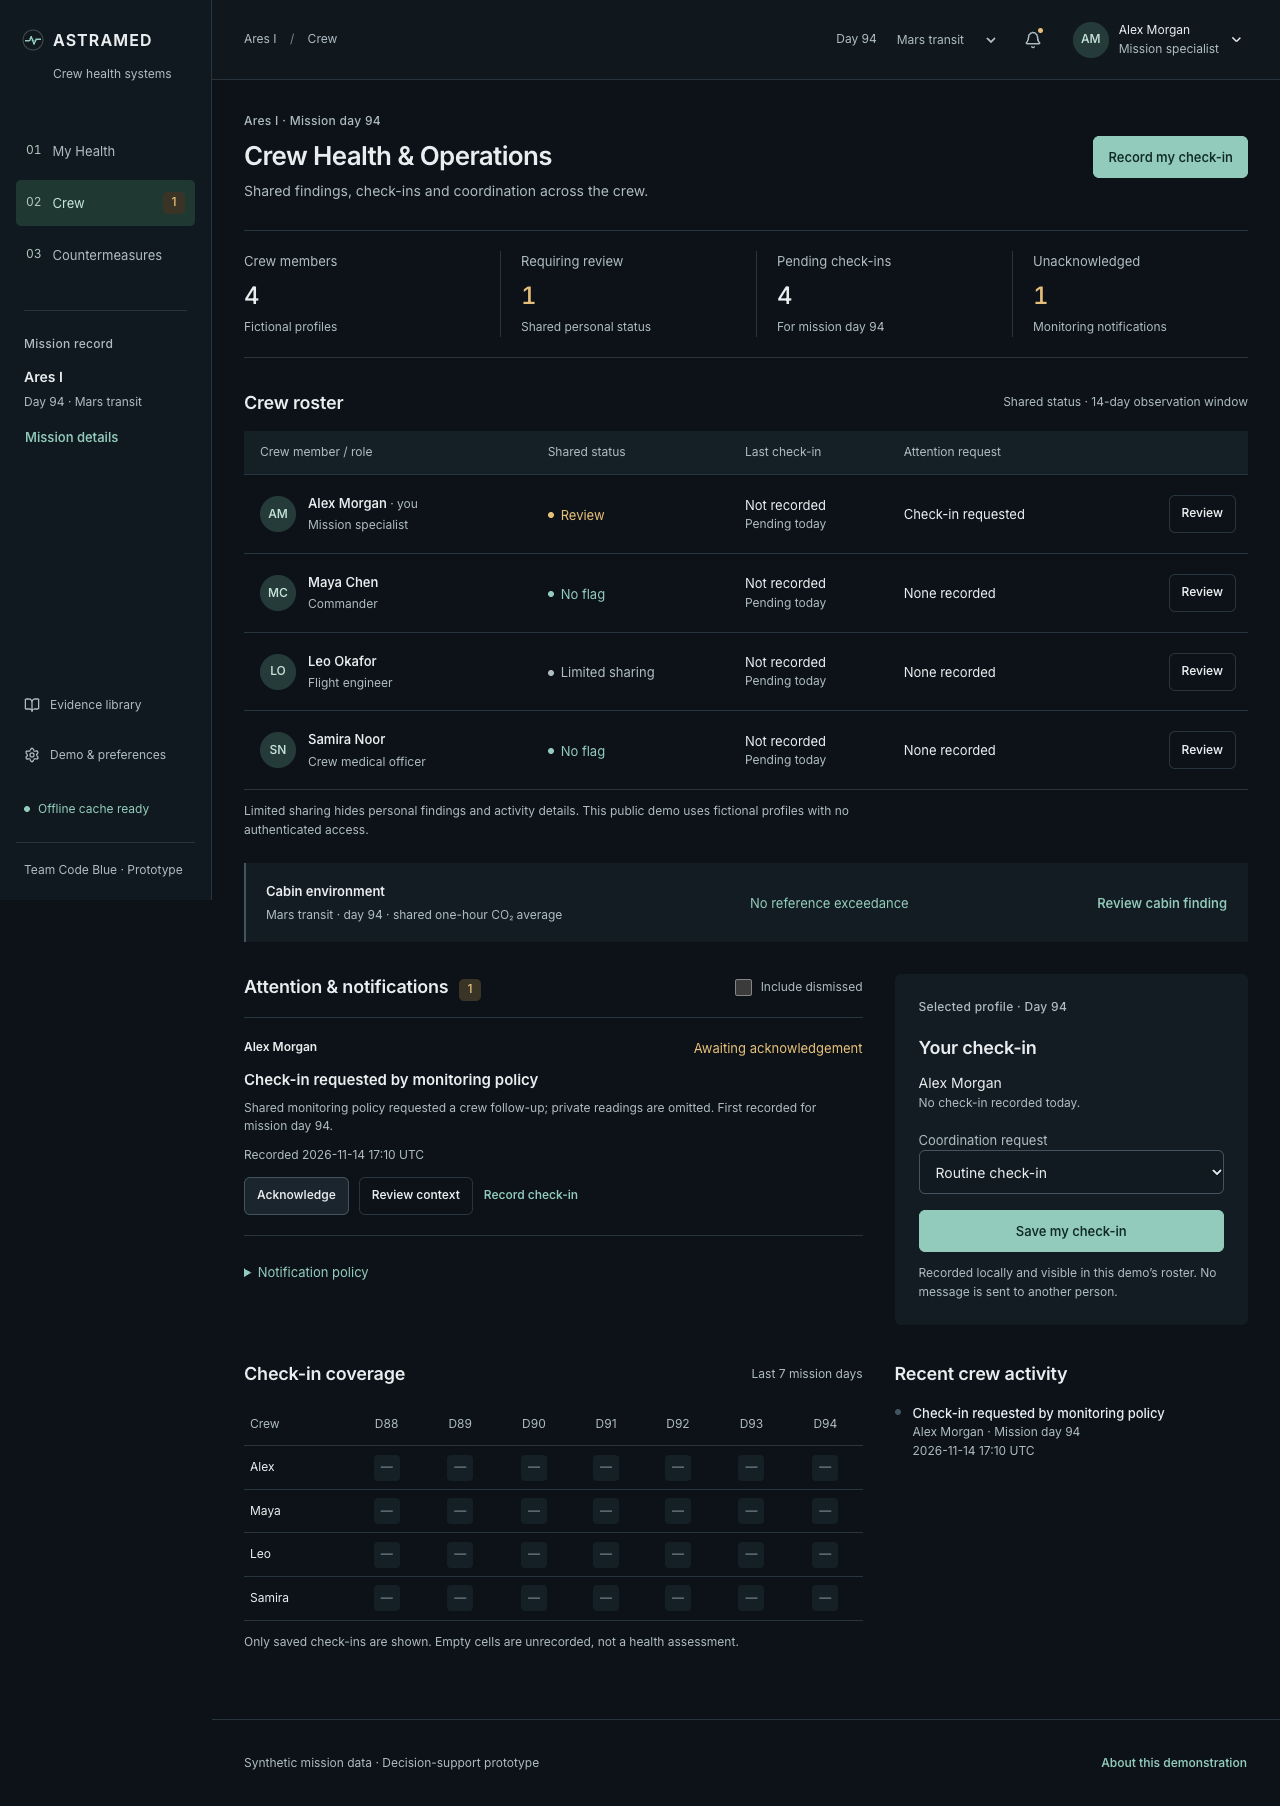 ASTRAMED
Crew health systems
01 My Health
02 Crew 1
03 Countermeasures
Mission record
Ares I
Day 94 · Mars transit
Mission details
Evidence library
Demo & preferences
Offline cache ready
Team Code Blue · Prototype
Ares I / Crew
Day 94 Mars transit
AM Alex Morgan
Mission specialist
Ares I · Mission day 94
Crew Health & Operations
Shared findings, check-ins and coordination across the crew.
Record my check-in
Crew members
4
Fictional profiles
Requiring review
1
Shared personal status
Pending check-ins
4
For mission day 94
Unacknowledged
1
Monitoring notifications
Crew roster
Shared status · 14-day observation window
Crew member / role Shared status Last check-in Attention request
AM Alex Morgan · you
Mission specialist
Review
Not recorded
Pending today
Check-in requested
Review
MC Maya Chen
Commander
No flag
Not recorded
Pending today
None recorded
Review
LO Leo Okafor
Flight engineer
Limited sharing
Not recorded
Pending today
None recorded
Review
SN Samira Noor
Crew medical officer
No flag
Not recorded
Pending today
None recorded
Review
Limited sharing hides personal findings and activity details. This public demo uses fictional profiles with no
authenticated access.
Cabin environment
Mars transit · day 94 · shared one-hour CO₂ average
No reference exceedance
Review cabin finding
Attention & notifications 1
Include dismissed
Alex Morgan
Awaiting acknowledgement
Check-in requested by monitoring policy
Shared monitoring policy requested a crew follow-up; private readings are omitted. First recorded for
mission day 94.
Recorded 2026-11-14 17:10 UTC
Acknowledge Review context Record check-in
Notification policy
Selected profile · Day 94
Your check-in
Alex Morgan
No check-in recorded today.
Coordination request
Routine check-in
Save my check-in
Recorded locally and visible in this demo’s roster. No
message is sent to another person.
Check-in coverage
Last 7 mission days
Crew D88 D89 D90 D91 D92 D93 D94
Alex — — — — — — —
Maya — — — — — — —
Leo — — — — — — —
Samira — — — — — — —
Only saved check-ins are shown. Empty cells are unrecorded, not a health assessment.
Recent crew activity
Check-in requested by monitoring policy
Alex Morgan · Mission day 94
2026-11-14 17:10 UTC
Synthetic mission data · Decision-support prototype
About this demonstration